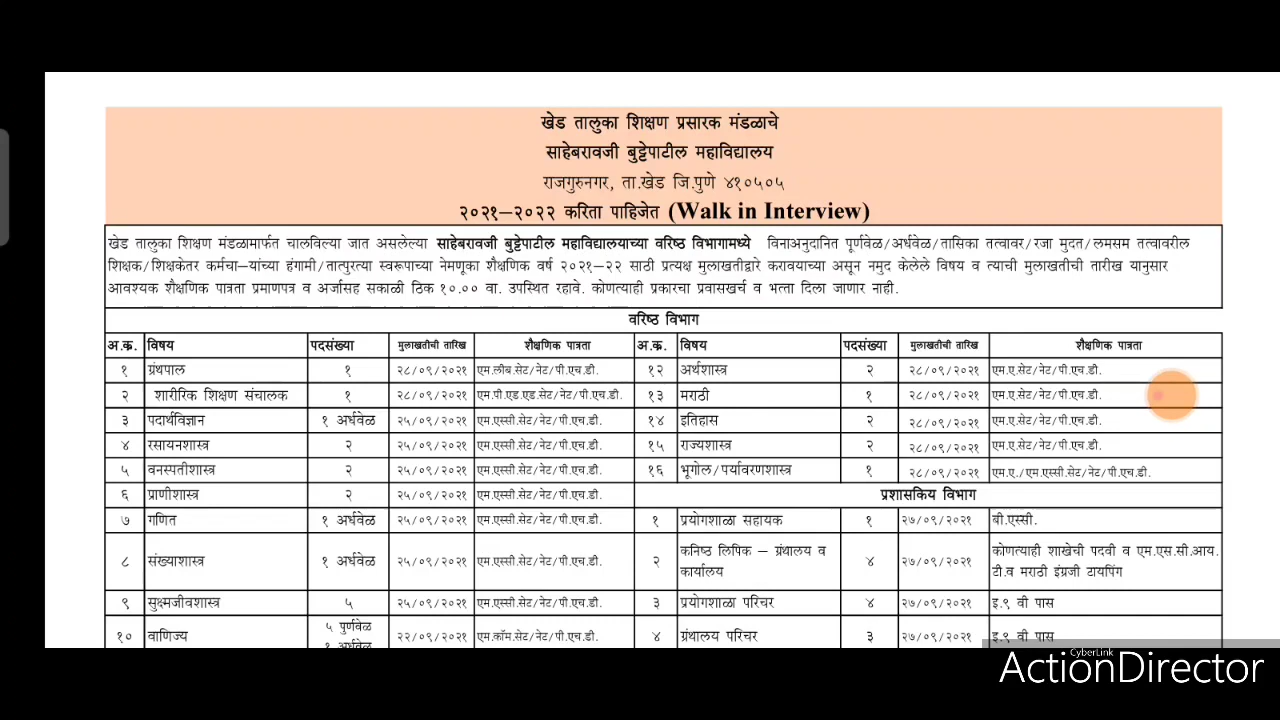 खेड तालुका शिक्षण प्रसारक मंडळाचे
साहेबरावजी बुट्टेपाटील महाविद्यालय
राजगुरुनगर, ता.खेड जि.पुणे ४१०५०५
२०२१–२०२२ करिता पाहिजेत (Walk in Interview)
खेड तालुका शिक्षण मंडळामार्फत चालविल्या जात असलेल्या साहेबरावजी बुट्टेपाटील महाविद्यालयाच्या वरिष्ठ विभागामध्ये विनाअनुदानित पूर्णवेळ/अर्धवेळ/तासिका तत्वावर/रजा मुदत/लमसम तत्वावरील
शिक्षक/शिक्षकेतर कर्मचा–यांच्या हंगामी/तात्पुरत्या स्वरूपाच्या नेमणूका शैक्षणिक वर्ष २०२१–२२ साठी प्रत्यक्ष मुलाखतीद्वारे करावयाच्या असून नमुद केलेले विषय व त्याची मुलाखतीची तारीख यानुसार
आवश्यक शैक्षणिक पात्रता प्रमाणपत्र व अर्जासह सकाळी ठिक १०.०० वा. उपस्थित रहावे. कोणत्याही प्रकारचा प्रवासखर्च व भत्ता दिला जाणार नाही.
वरिष्ठ विभाग
अ.क्र. विषय पदसंख्या मुलाखतीची तारिख शैक्षणिक पात्रता अ.क्र. विषय पदसंख्या मुलाखतीची तारिख शैक्षणिक पात्रता
१ ग्रंथपाल १ २८/०९/२०२१ एम.लीब.सेट/नेट/पी.एच.डी. १२ अर्थशास्त्र २ २८/०९/२०२१ एम.ए.सेट/नेट/पी.एच.डी.
२ शारीरिक शिक्षण संचालक १ २८/०९/२०२१ एम.पी.एड.एड.सेट/नेट/पी.एच.डी. १३ मराठी १ २८/०९/२०२१ एम.ए.सेट/नेट/पी.एच.डी.
३ पदार्थविज्ञान १ अर्धवेळ २५/०९/२०२१ एम.एस्सी.सेट/नेट/पी.एच.डी. १४ इतिहास २ २८/०९/२०२१ एम.ए.सेट/नेट/पी.एच.डी.
४ रसायनशास्त्र २ २५/०९/२०२१ एम.एस्सी.सेट/नेट/पी.एच.डी. १५ राज्यशास्त्र २ २८/०९/२०२१ एम.ए.सेट/नेट/पी.एच.डी.
५ वनस्पतीशास्त्र २ २५/०९/२०२१ एम.एस्सी.सेट/नेट/पी.एच.डी. १६ भूगोल/पर्यावरणशास्त्र १ २८/०९/२०२१ एम.ए./एम.एस्सी.सेट/नेट/पी.एच.डी.
६ प्राणीशास्त्र २ २५/०९/२०२१ एम.एस्सी.सेट/नेट/पी.एच.डी. प्रशासकिय विभाग
७ गणित १ अर्धवेळ २५/०९/२०२१ एम.एस्सी.सेट/नेट/पी.एच.डी. १ प्रयोगशाळा सहायक १ २७/०९/२०२१ बी.एस्सी.
८ संख्याशास्त्र १ अर्धवेळ २५/०९/२०२१ एम.एस्सी.सेट/नेट/पी.एच.डी. २ कनिष्ठ लिपिक – ग्रंथालय व कार्यालय ४ २७/०९/२०२१ कोणत्याही शाखेची पदवी व एम.एस.सी.आय. टी.व मराठी इंग्रजी टायपिंग
९ सुक्ष्मजीवशास्त्र ५ २५/०९/२०२१ एम.एस्सी.सेट/नेट/पी.एच.डी. ३ प्रयोगशाळा परिचर ४ २७/०९/२०२१ इ.९ वी पास
१० वाणिज्य ५ पुर्णवेळ १ अर्धवेळ २२/०९/२०२१ एम.कॉम.सेट/नेट/पी.एच.डी. ४ ग्रंथालय परिचर ३ २७/०९/२०२१ इ.९ वी पास
CyberLink
ActionDirector